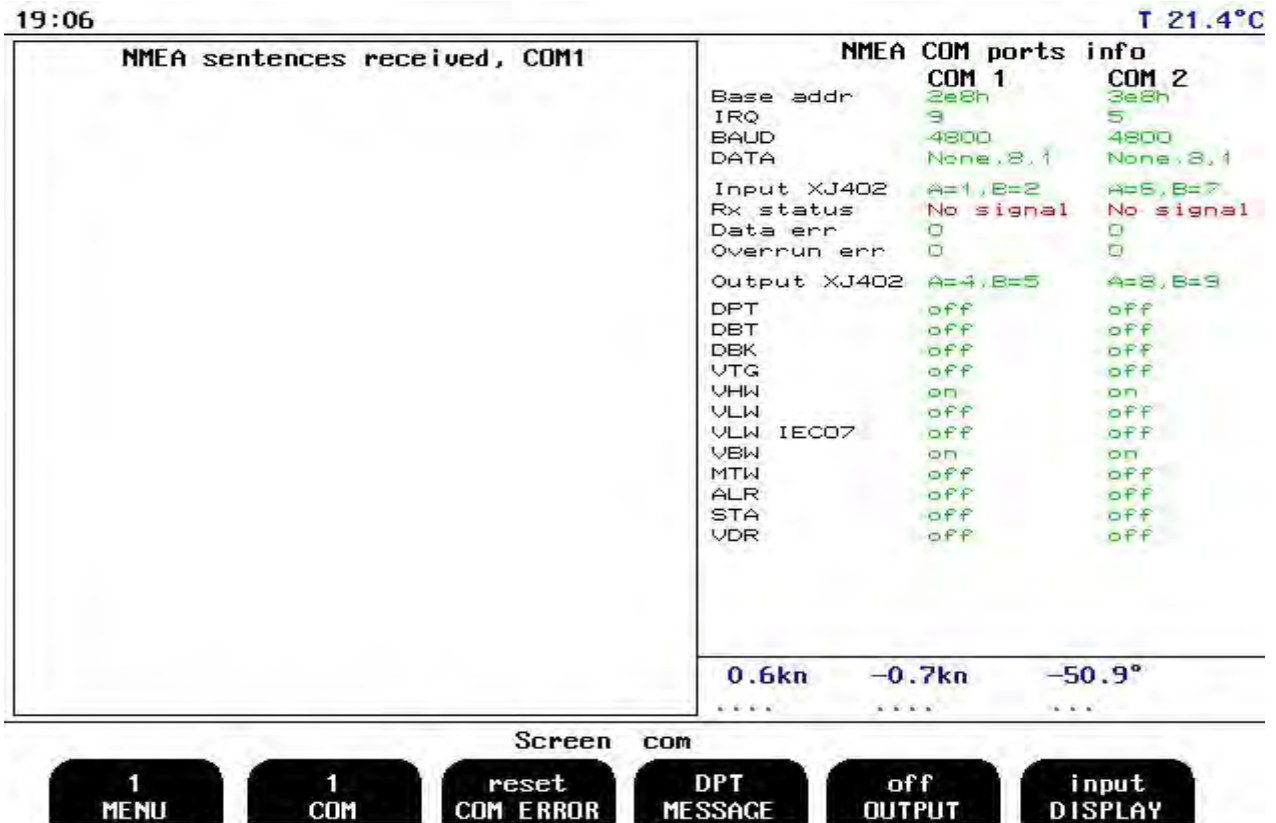 19:06 T 21.4°C
NMEA sentences received, COM1
NMEA COM ports info
COM 1 COM 2
Base addr 2e8h 3e8h
IRQ 9 5
BAUD 4800 4800
DATA None,8,1 None,8,1
Input XJ402 A=1,B=2 A=6,B=7
Rx status No signal No signal
Data err 0 0
Overrun err 0 0
Output XJ402 A=4,B=5 A=8,B=9
DPT off off
DBT off off
DBK off off
VTG off off
VHW on on
VLW off off
VLW IEC07 off off
VBW on on
MTW off off
ALR off off
STA off off
VDR off off
0.6kn -0.7kn -50.9°
.... .... ...
Screen com
1 1 reset DPT off input
MENU COM COM ERROR MESSAGE OUTPUT DISPLAY